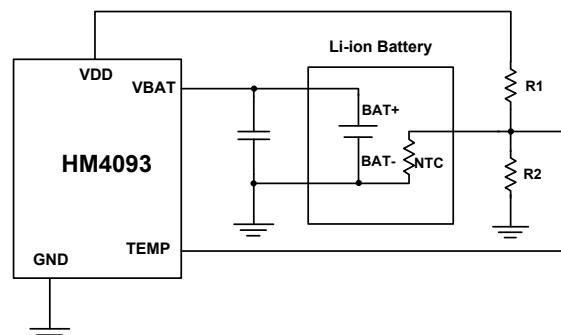 Li-ion Battery
VDD
VBAT
R1
BAT+
HM4093
BAT-
NTC
R2
TEMP
GND